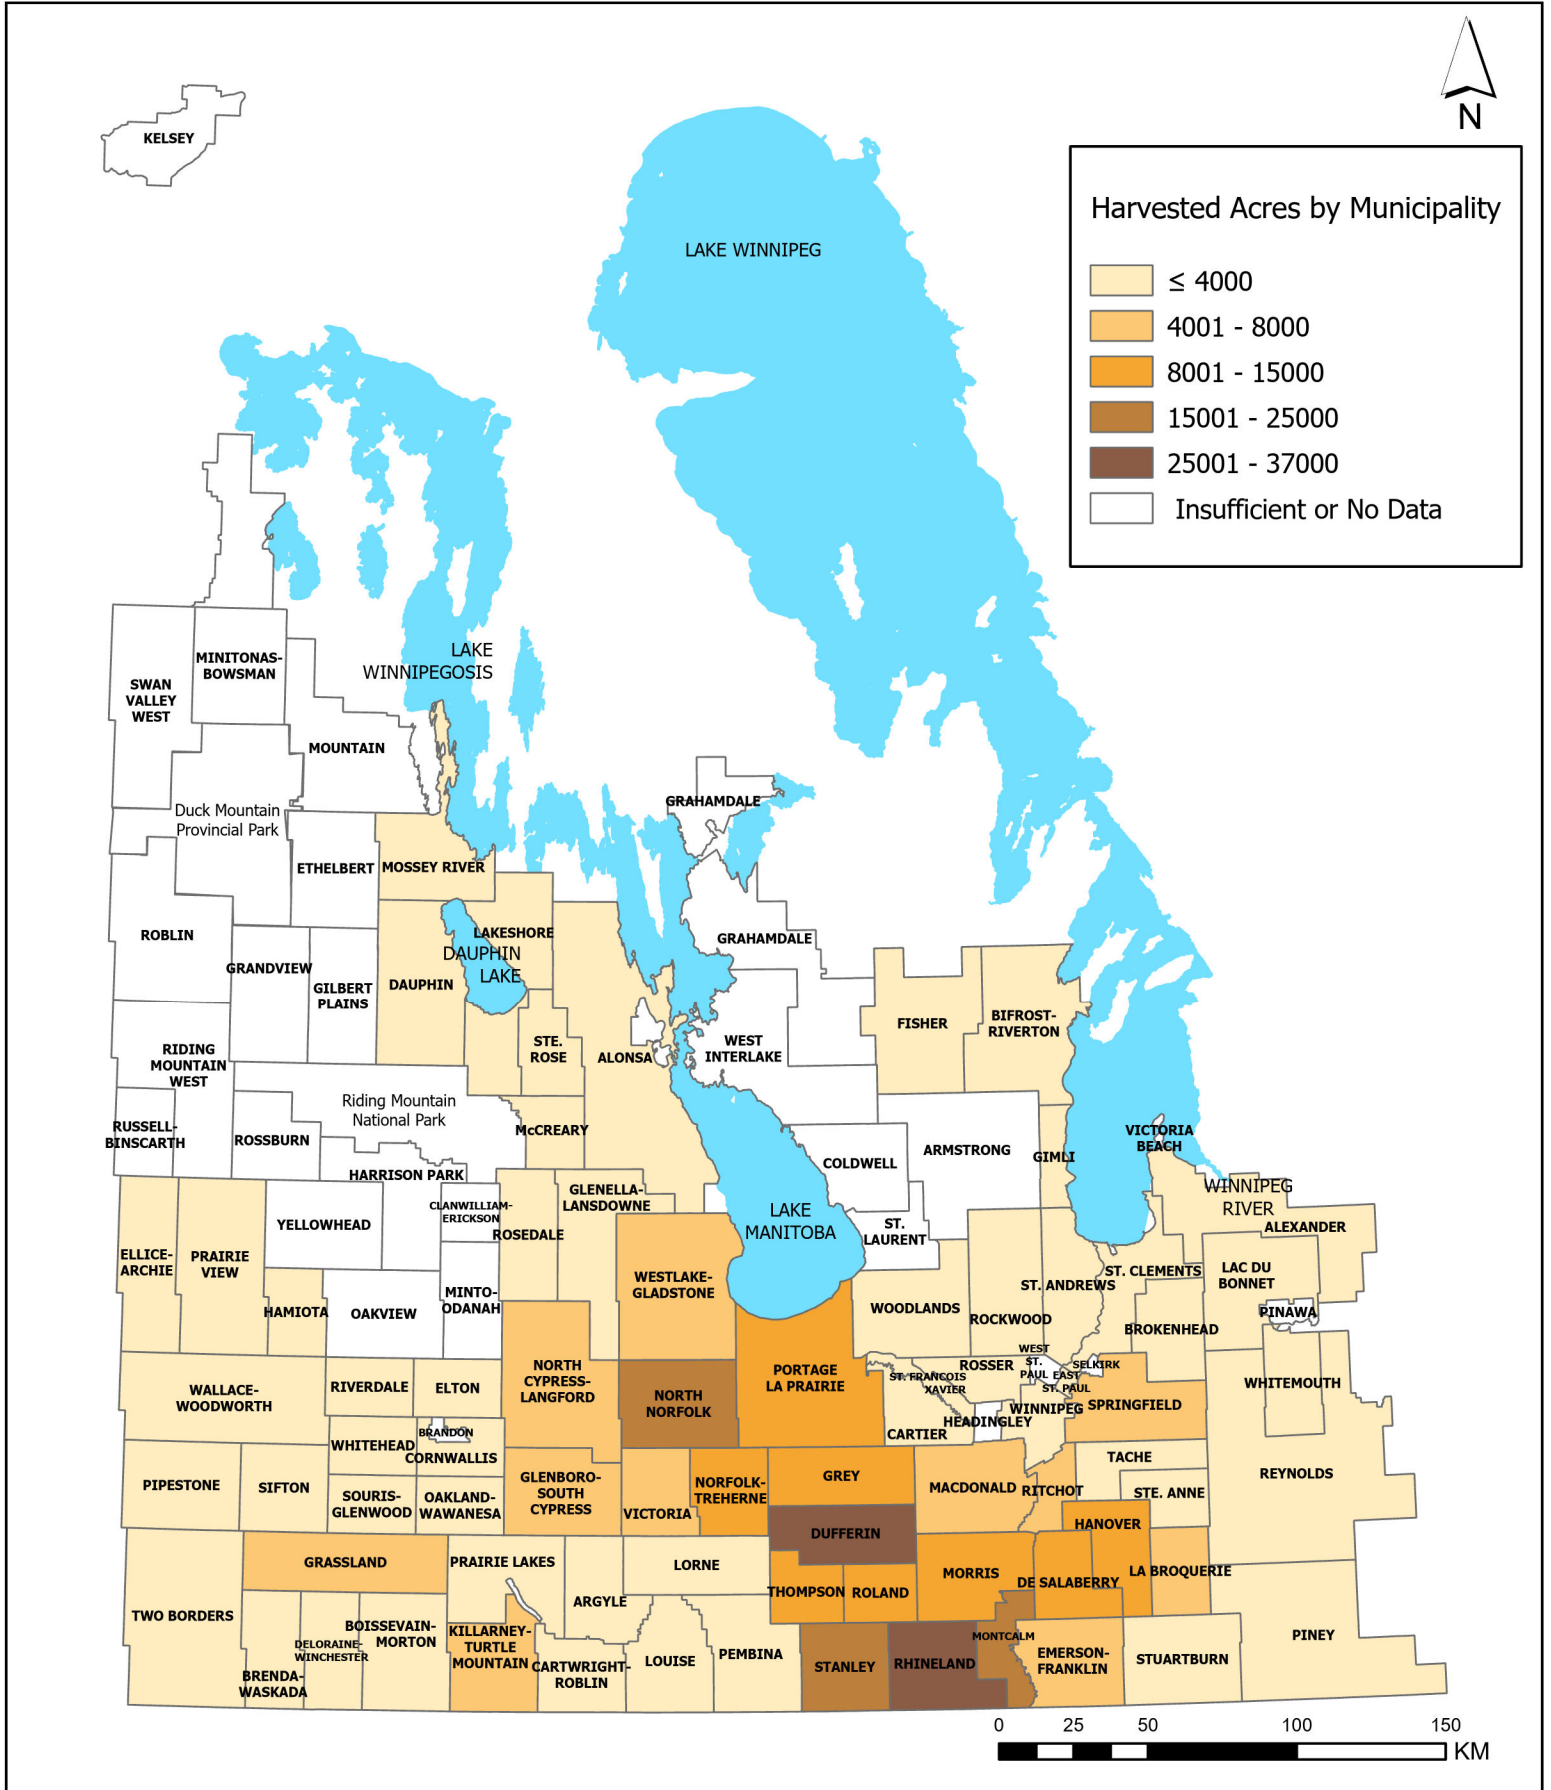 N
KELSEY
Harvested Acres by Municipality
≤ 4000
4001 - 8000
8001 - 15000
15001 - 25000
25001 - 37000
Insufficient or No Data
LAKE WINNIPEG
LAKE
WINNIPEGOSIS
MINITONAS-
BOWSMAN
SWAN
VALLEY
WEST
MOUNTAIN
Duck Mountain
Provincial Park
GRAHAMDALE
ETHELBERT
MOSSEY RIVER
ROBLIN
LAKESHORE
DAUPHIN
LAKE
GRAHAMDALE
GRANDVIEW
GILBERT
PLAINS
DAUPHIN
FISHER
BIFROST-
RIVERTON
STE.
ROSE
ALONSA
WEST
INTERLAKE
RIDING
MOUNTAIN
WEST
Riding Mountain
National Park
RUSSELL-
BINSCARTH
ROSSBURN
McCREARY
VICTORIA
BEACH
ARMSTRONG
GIMLI
COLDWELL
HARRISON PARK
GLENELLA-
LANSDOWNE
WINNIPEG
RIVER
CLANWILLIAM-
ERICKSON
YELLOWHEAD
ROSEDALE
LAKE
MANITOBA
ST.
LAURENT
ALEXANDER
ELLICE-
ARCHIE
PRAIRIE
VIEW
WESTLAKE-
GLADSTONE
ST. ANDREWS
ST. CLEMENTS
LAC DU
BONNET
HAMIOTA
OAKVIEW
MINTO-
ODANAH
WOODLANDS
ROCKWOOD
PINAWA
BROKENHEAD
WEST
ST.
PAUL
ROSSER
SELKIRK
EAST
ST. PAUL
NORTH
CYPRESS-
LANGFORD
PORTAGE
LA PRAIRIE
ST. FRANCOIS
XAVIER
WALLACE-
WOODWORTH
RIVERDALE
ELTON
NORTH
NORFOLK
WHITEMOUTH
SPRINGFIELD
WINNIPEG
HEADINGLEY
CARTIER
BRANDON
WHITEHEAD
CORNWALLIS
TACHE
REYNOLDS
PIPESTONE
SIFTON
SOURIS-
GLENWOOD
OAKLAND-
WAWANESA
GLENBORO-
SOUTH
CYPRESS
VICTORIA
NORFOLK-
TREHERNE
GREY
MACDONALD
RITCHOT
STE. ANNE
HANOVER
DUFFERIN
GRASSLAND
PRAIRIE LAKES
LORNE
MORRIS
DE SALABERRY
LA BROQUERIE
THOMPSON
ROLAND
ARGYLE
TWO BORDERS
BOISSEVAIN-
MORTON
DELORAINE-
WINCHESTER
BRENDA-
WASKADA
KILLARNEY-
TURTLE
MOUNTAIN
CARTWRIGHT-
ROBLIN
LOUISE
PEMBINA
STANLEY
RHINELAND
MONTCALM
EMERSON-
FRANKLIN
STUARTBURN
PINEY
0 25 50 100 150
KM